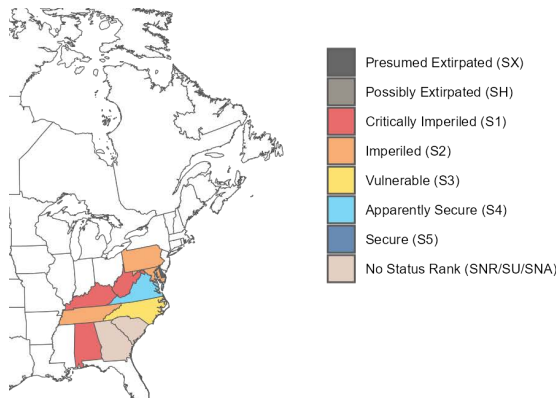 Presumed Extirpated (SX)
Possibly Extirpated (SH)
Critically Imperiled (S1)
Imperiled (S2)
Vulnerable (S3)
Apparently Secure (S4)
Secure (S5)
No Status Rank (SNR/SU/SNA)